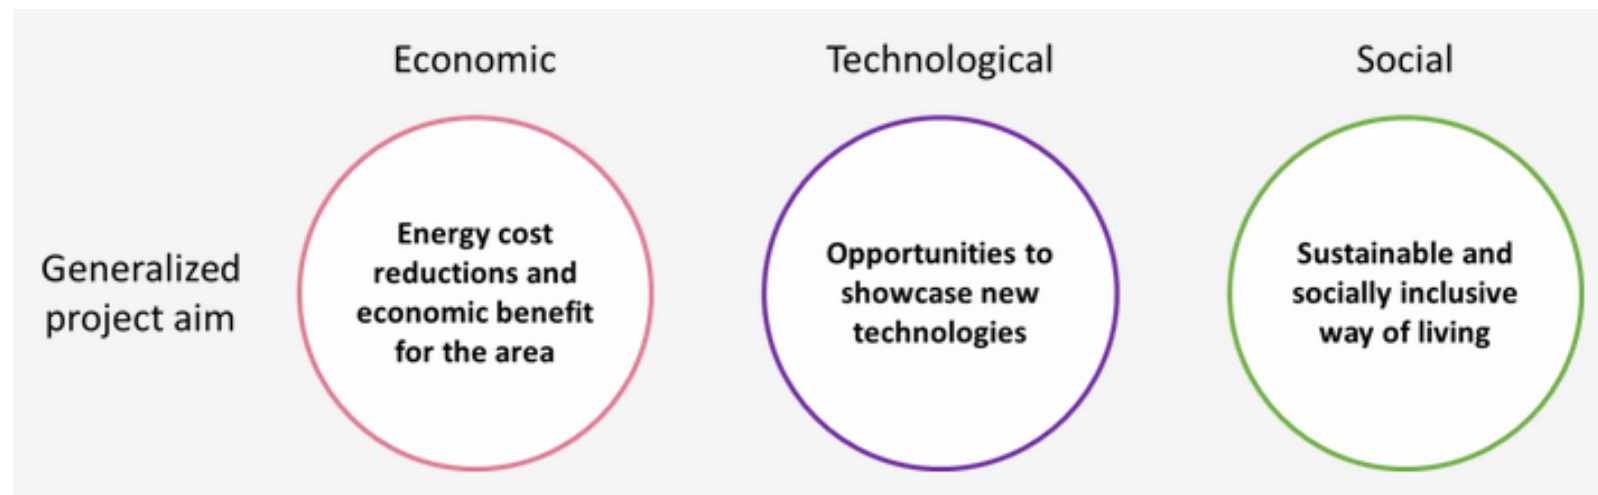 Economic
Technological
Social
Generalized
project aim
Energy cost
reductions and
economic benefit
for the area
Opportunities to
showcase new
technologies
Sustainable and
socially inclusive
way of living